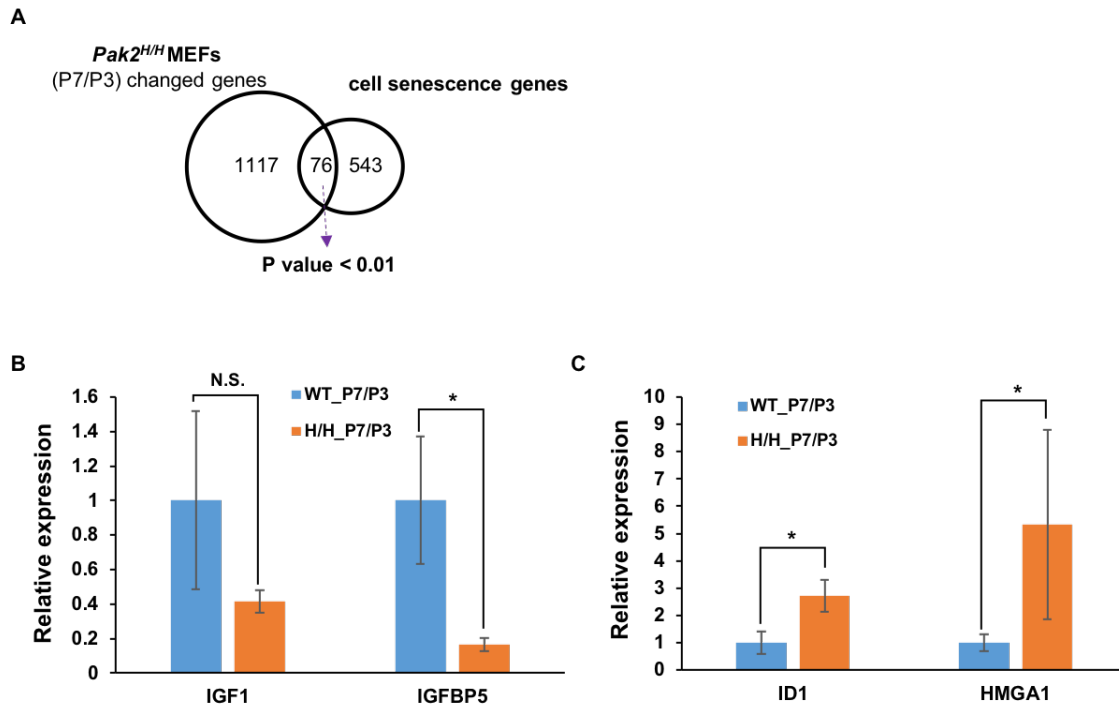 A
Pak2H/H MEFs
(P7/P3) changed genes
cell senescence genes
1117
76
543
P value < 0.01
B
N.S.
*
WT_P7/P3
H/H_P7/P3
Relative expression
1.6
1.4
1.2
1
0.8
0.6
0.4
0.2
0
IGF1
IGFBP5
C
*
*
WT_P7/P3
H/H_P7/P3
Relative expression
10
9
8
7
6
5
4
3
2
1
0
ID1
HMGA1